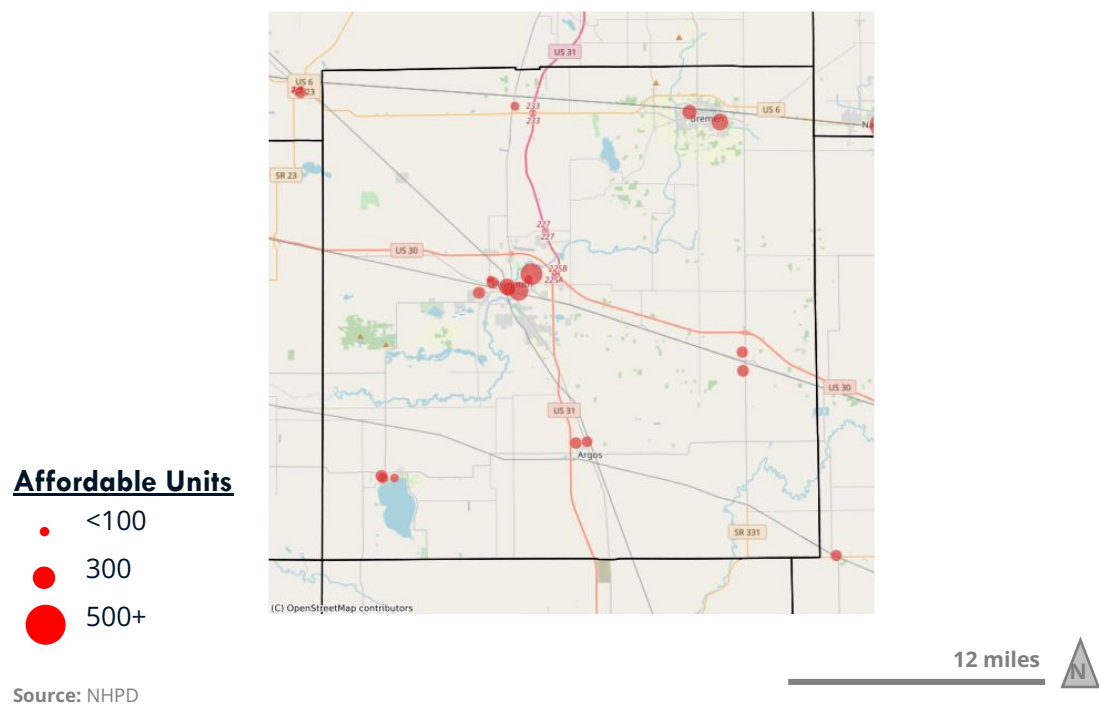 US 31
US 6
23
233
233
US 6
Bremen
N
SR 23
227
227
US 30
225B
225A
US 30
US 31
Argos
Affordable Units
<100
300
500+
SR 331
(C) OpenStreetMap contributors
12 miles
N
Source: NHPD